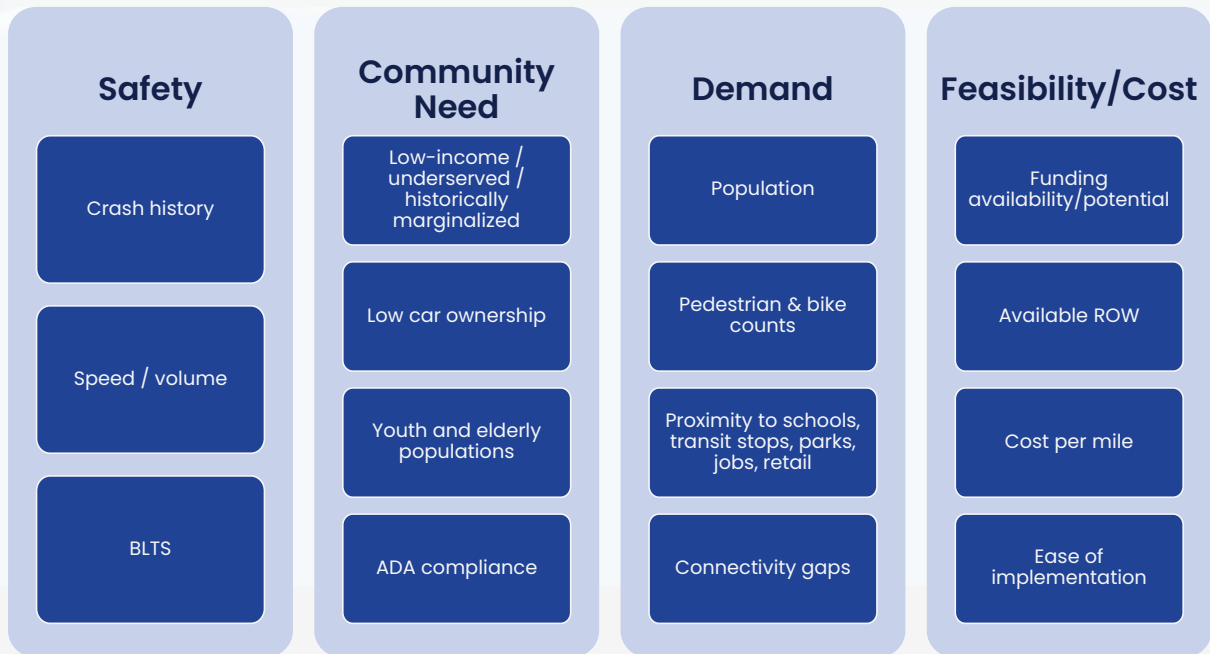 Safety
Crash history
Speed / volume
BLTS
Community
Need
Low-income /
underserved /
historically
marginalized
Low car ownership
Youth and elderly
populations
ADA compliance
Demand
Population
Pedestrian & bike
counts
Proximity to schools,
transit stops, parks,
jobs, retail
Connectivity gaps
Feasibility/Cost
Funding
availability/potential
Available ROW
Cost per mile
Ease of
implementation